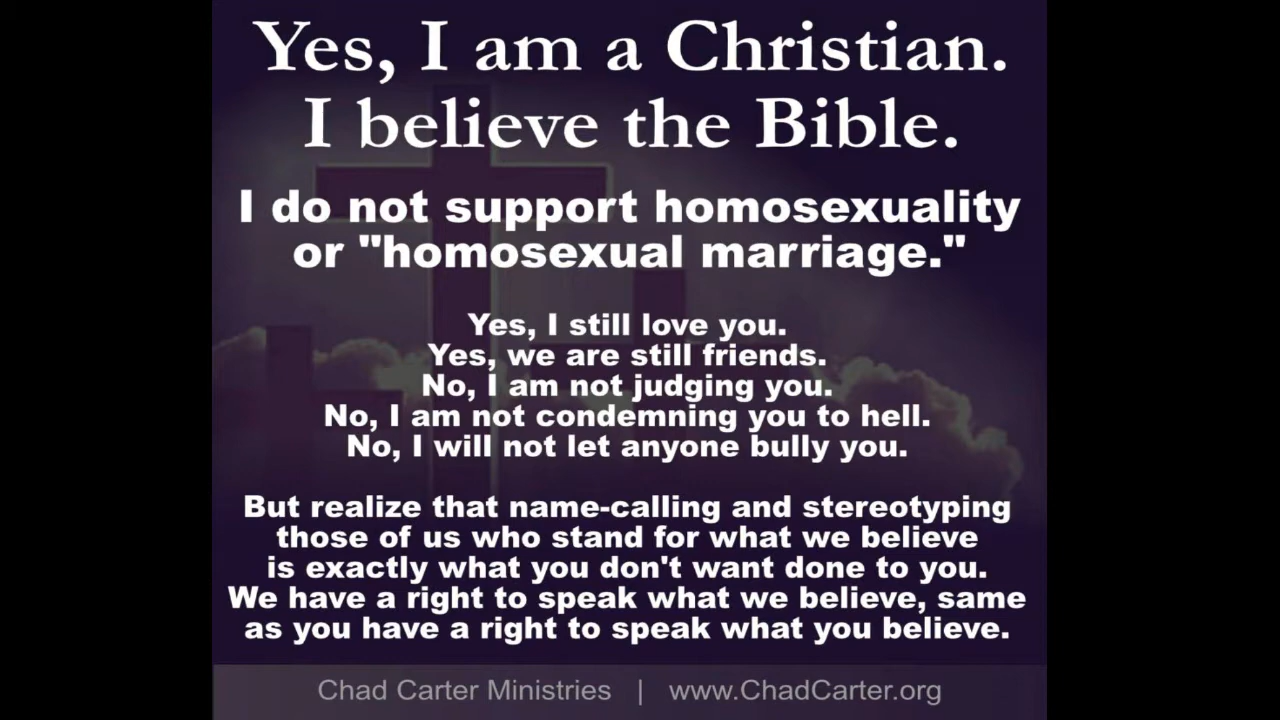 Yes, I am a Christian.
I believe the Bible.
I do not support homosexuality
or "homosexual marriage."
Yes, I still love you.
Yes, we are still friends.
No, I am not judging you.
No, I am not condemning you to hell.
No, I will not let anyone bully you.
But realize that name-calling and stereotyping
those of us who stand for what we believe
is exactly what you don't want done to you.
We have a right to speak what we believe, same
as you have a right to speak what you believe.
Chad Carter Ministries | www.ChadCarter.org